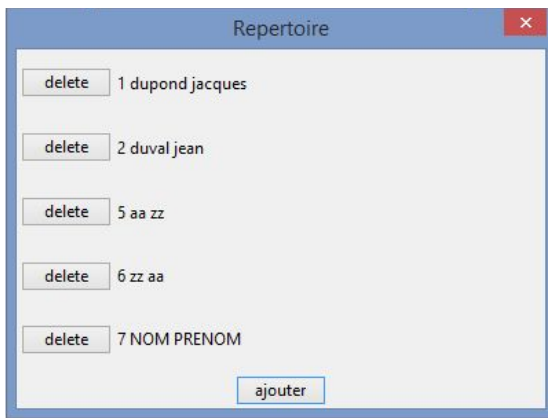 Repertoire
delete 1 dupond jacques
delete 2 duval jean
delete 5 aa zz
delete 6 zz aa
delete 7 NOM PRENOM
ajouter